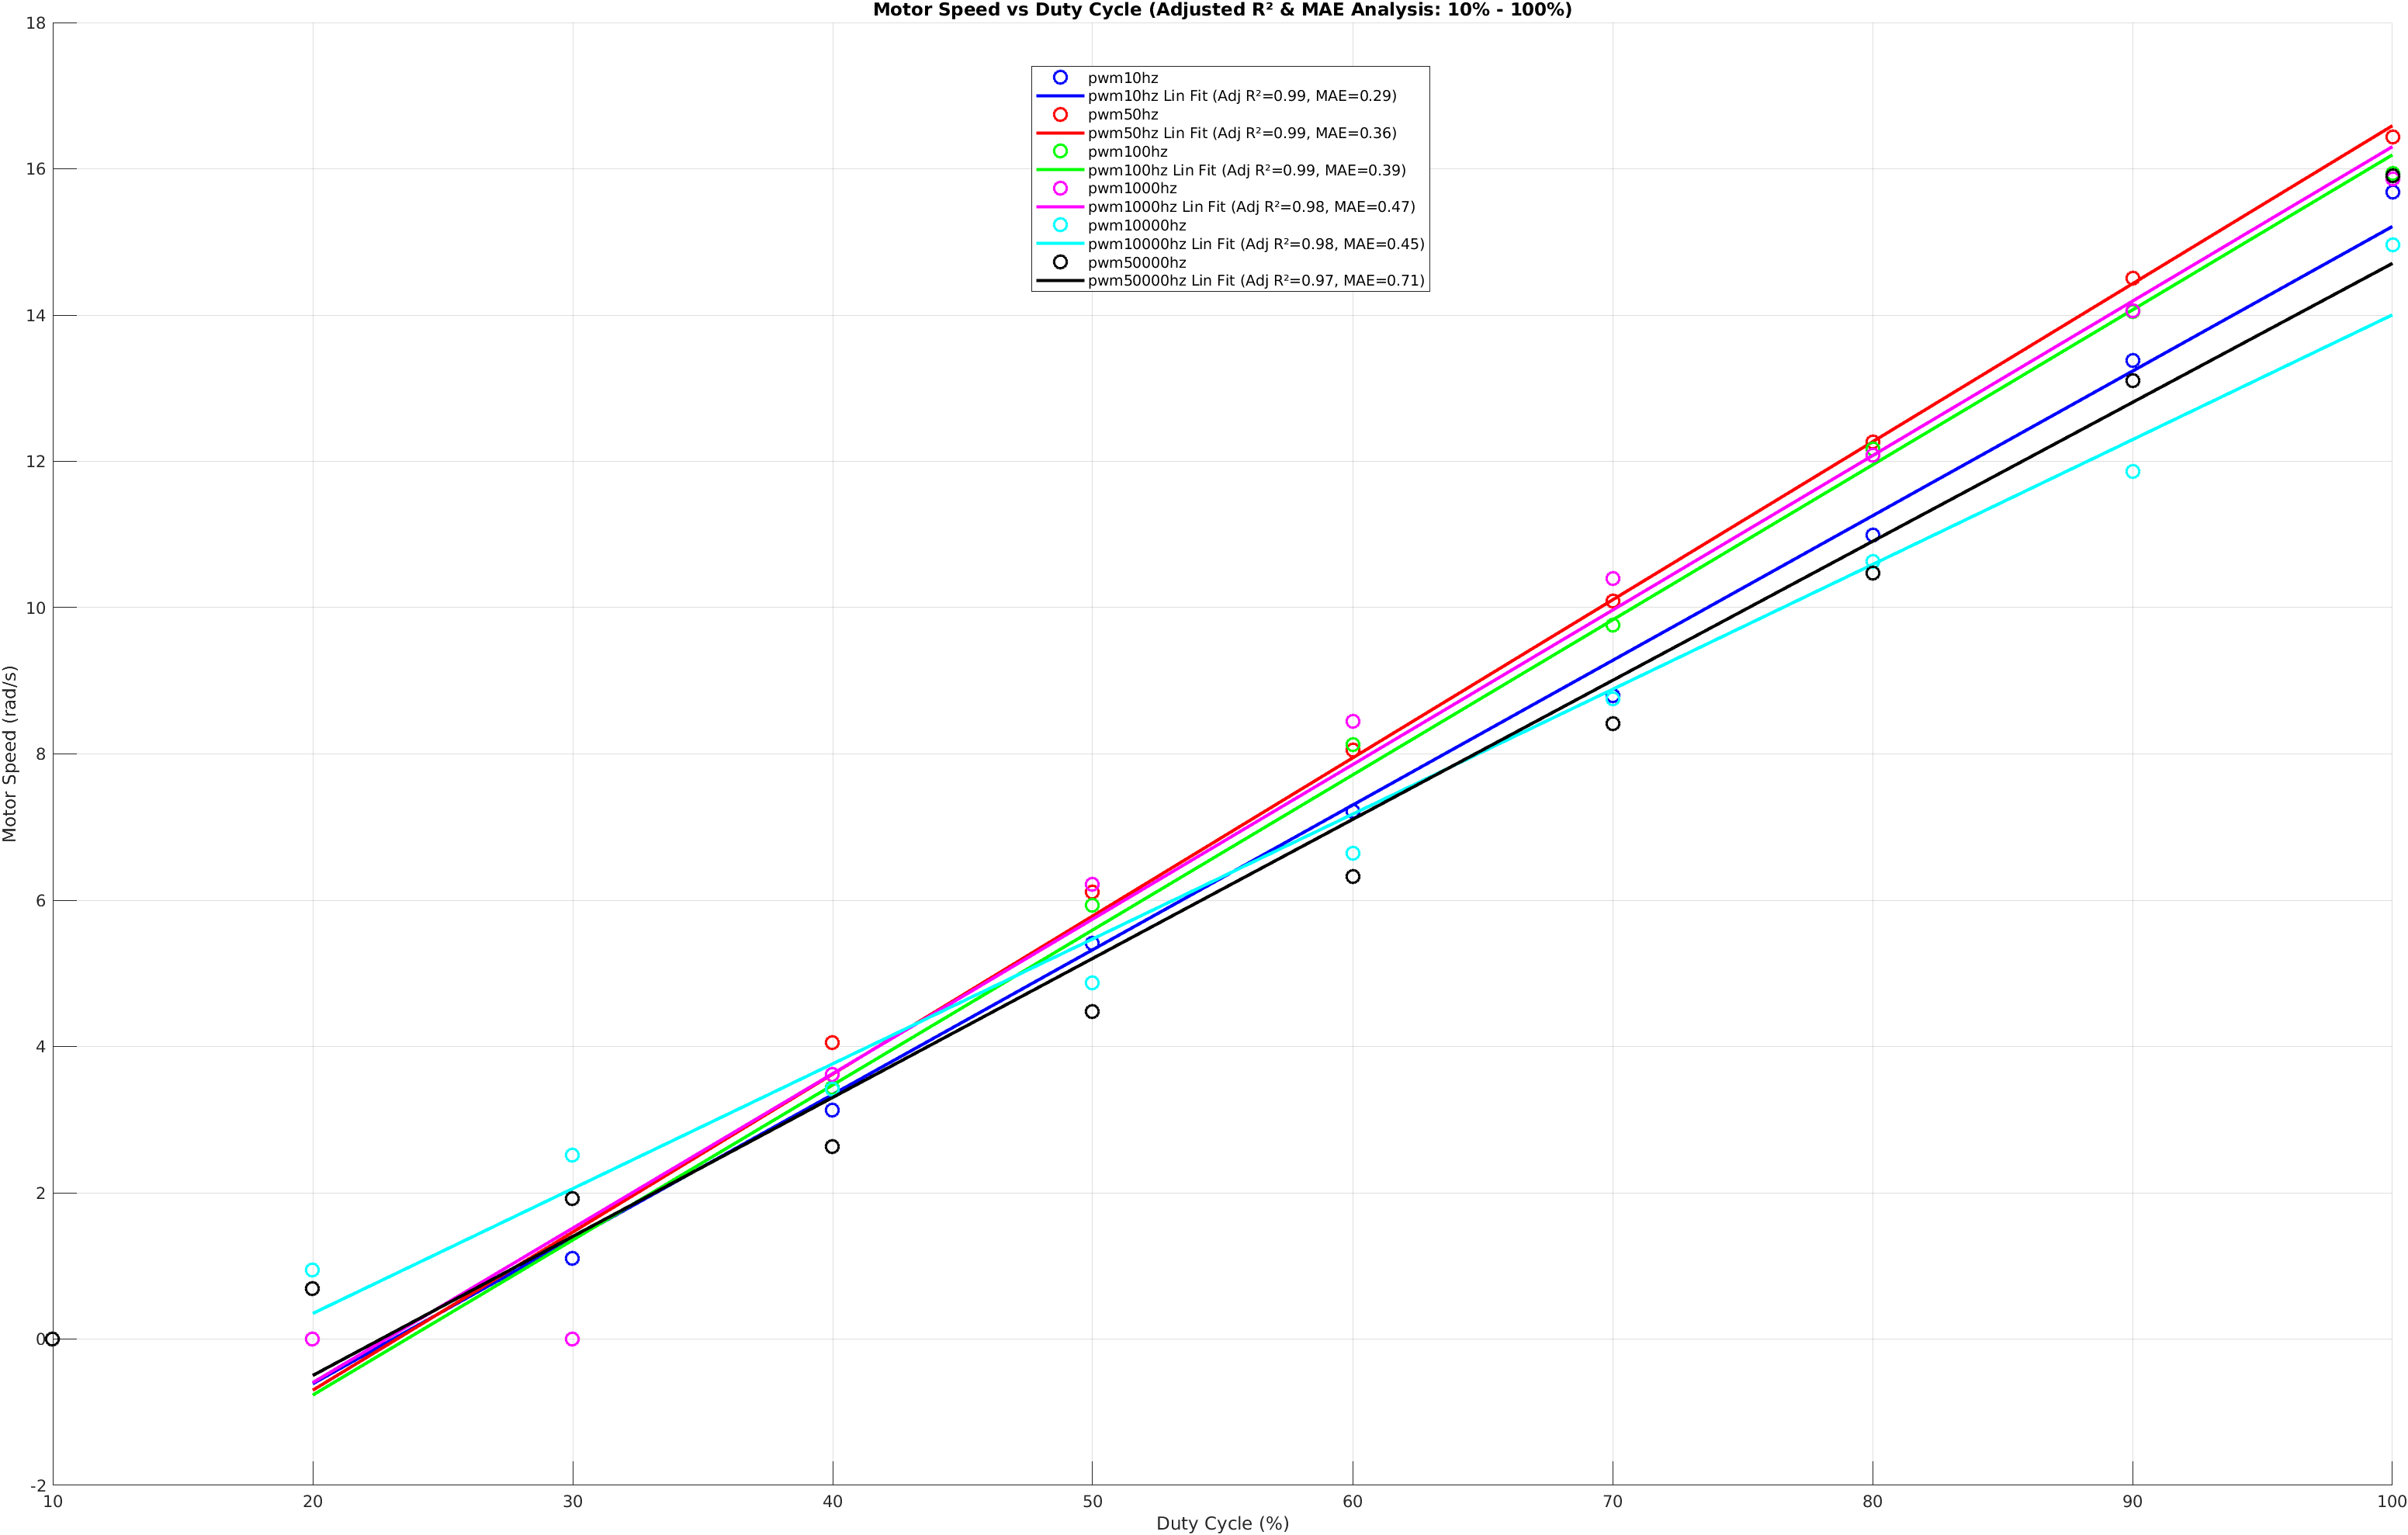 Motor Speed vs Duty Cycle (Adjusted R² & MAE Analysis: 10% - 100%)
pwm10hz
pwm10hz Lin Fit (Adj R²=0.99, MAE=0.29)
pwm50hz
pwm50hz Lin Fit (Adj R²=0.99, MAE=0.36)
pwm100hz
pwm100hz Lin Fit (Adj R²=0.99, MAE=0.39)
pwm1000hz
pwm1000hz Lin Fit (Adj R²=0.98, MAE=0.47)
pwm10000hz
pwm10000hz Lin Fit (Adj R²=0.98, MAE=0.45)
pwm50000hz
pwm50000hz Lin Fit (Adj R²=0.97, MAE=0.71)
Motor Speed (rad/s)
18
16
14
12
10
8
6
4
2
0
-2
10 20 30 40 50 60 70 80 90 100
Duty Cycle (%)